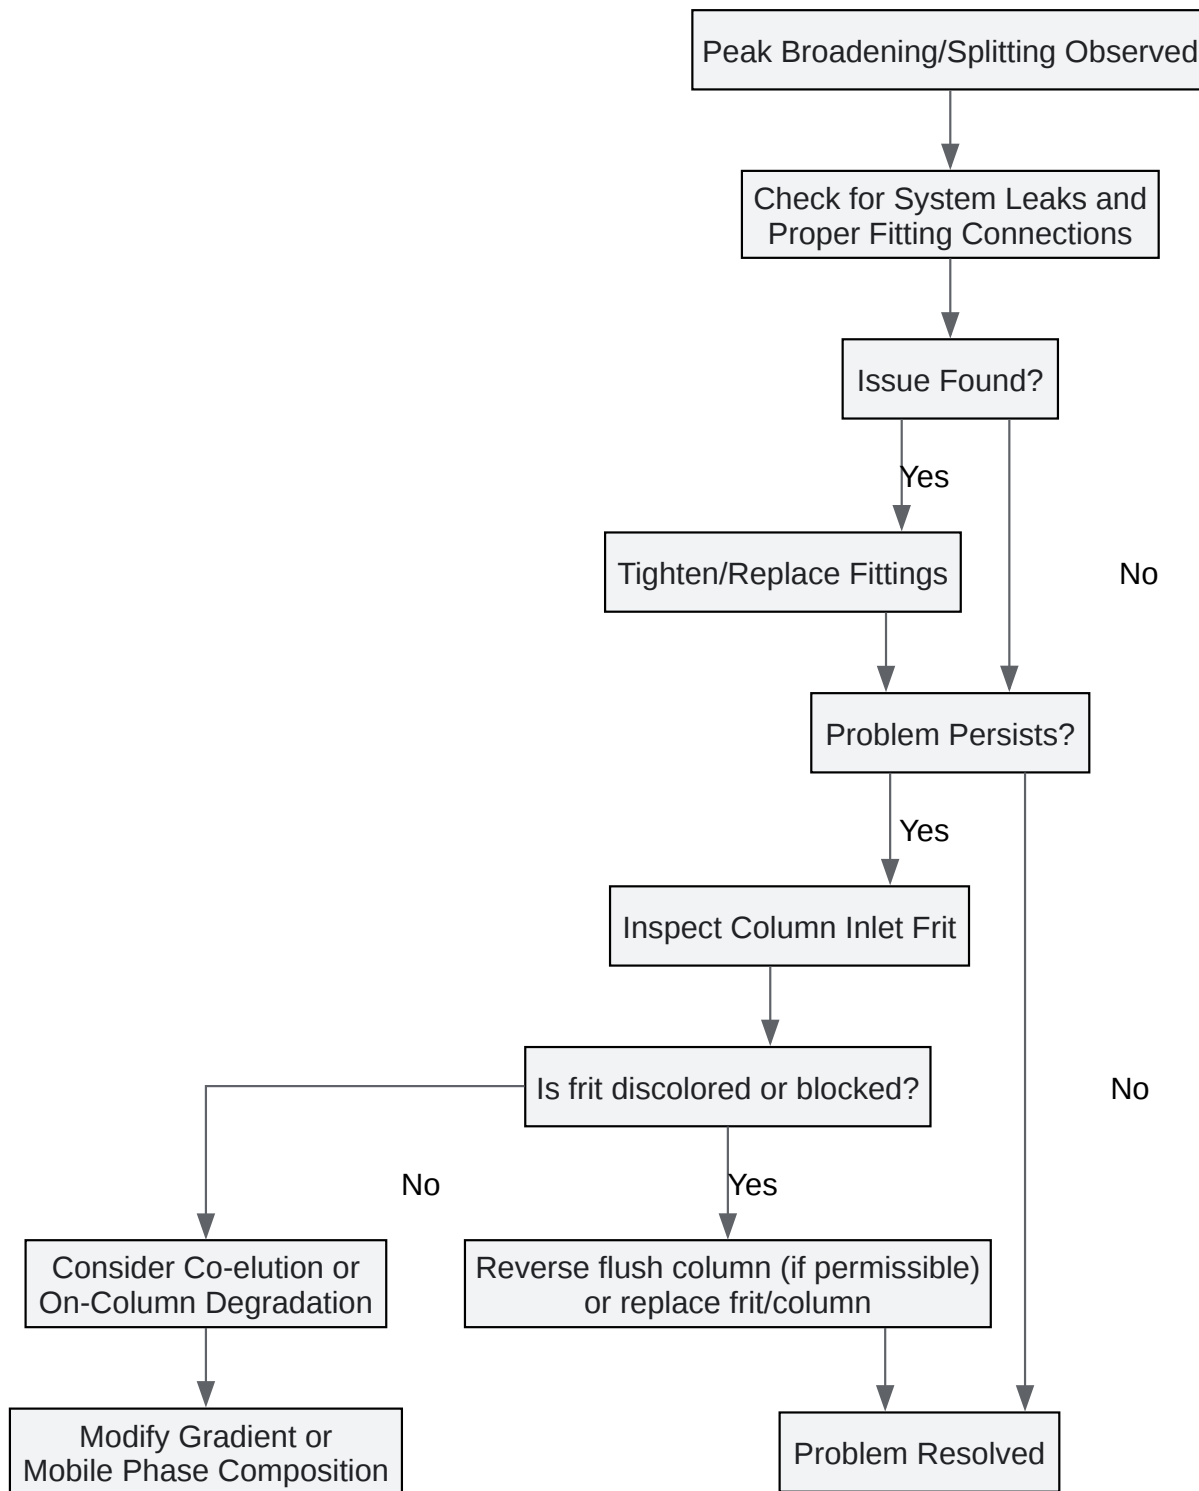 Peak Broadening/Splitting Observed
Check for System Leaks and
Proper Fitting Connections
Issue Found?
Yes
Tighten/Replace Fittings
No
Problem Persists?
Yes
Inspect Column Inlet Frit
Is frit discolored or blocked?
No
No
Yes
Consider Co-elution or
On-Column Degradation
Reverse flush column (if permissible)
or replace frit/column
Modify Gradient or
Mobile Phase Composition
Problem Resolved